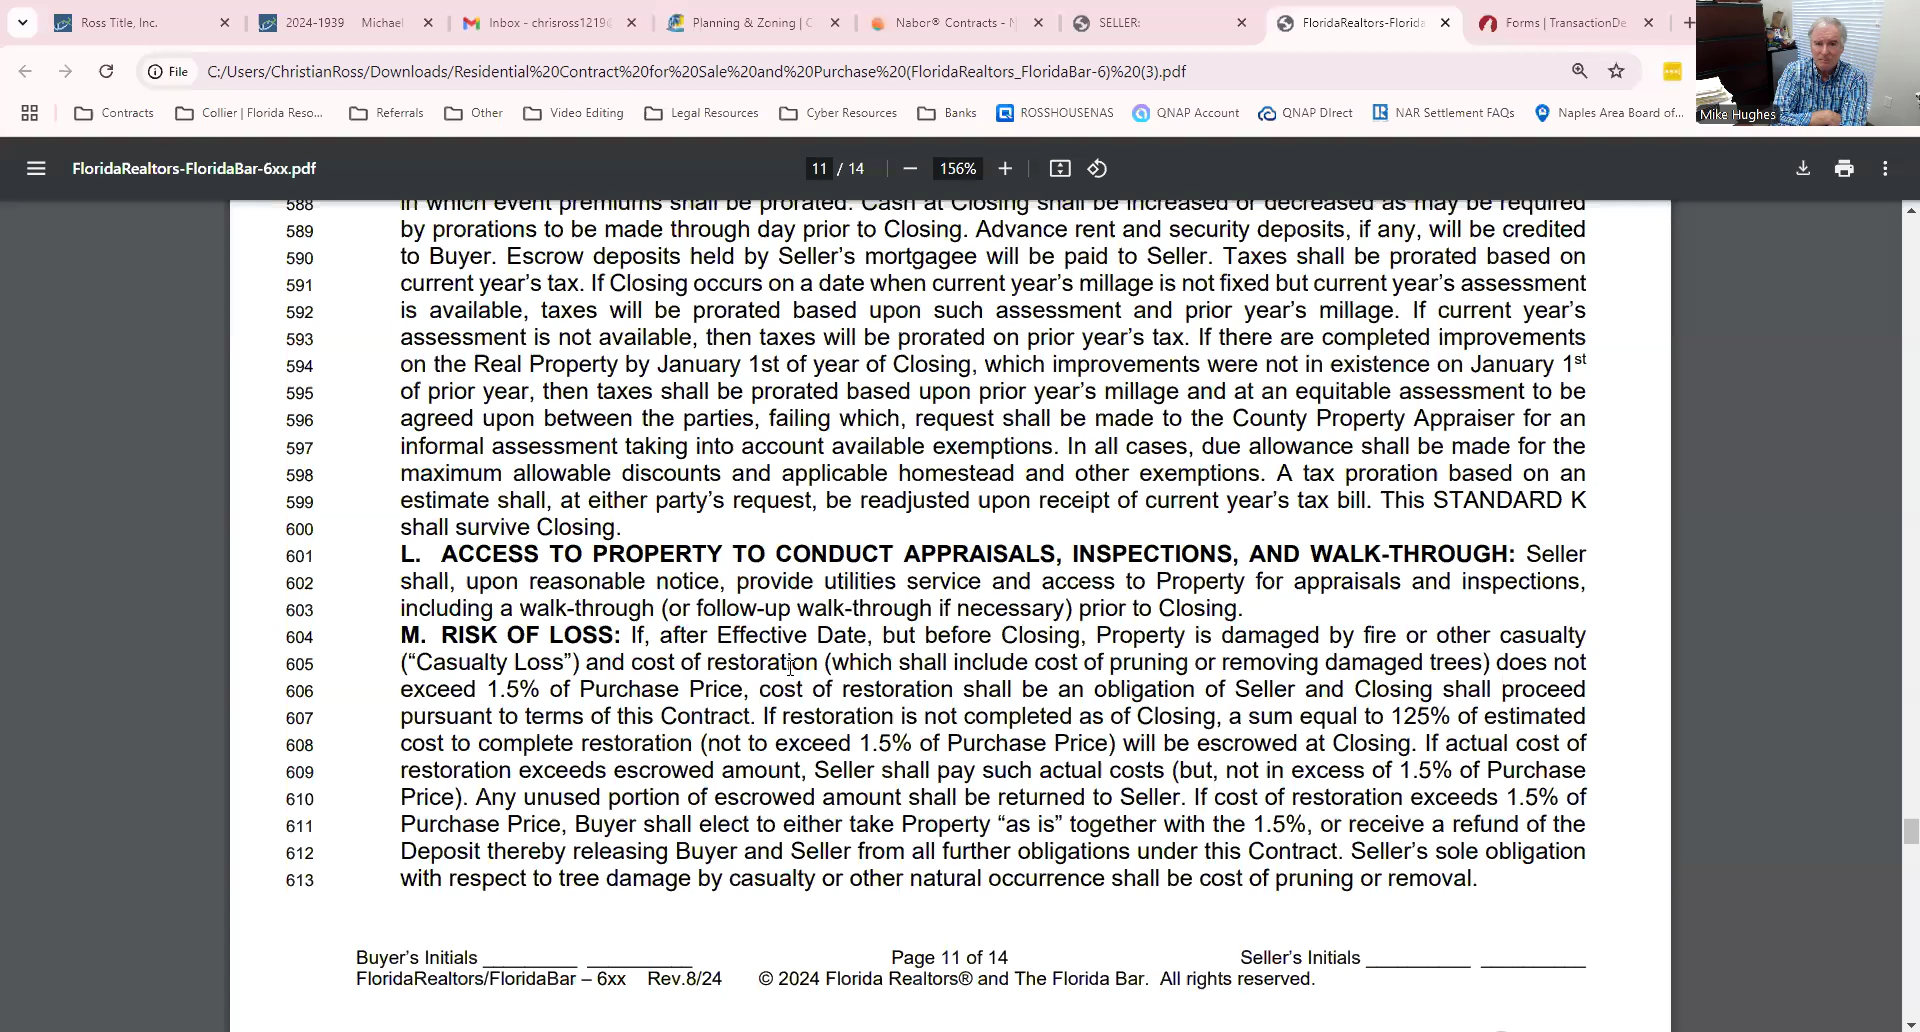 Ross Title, Inc.
2024-1939 Michael
Inbox - chrisross1219@
Planning & Zoning | C
Nabor® Contracts - N
SELLER:
FloridaRealtors-Florida
Forms | TransactionDe
File
C:/Users/ChristianRoss/Downloads/Residential%20Contract%20for%20Sale%20and%20Purchase%20(FloridaRealtors_FloridaBar-6)%20(3).pdf
Contracts
Collier | Florida Reso...
Referrals
Other
Video Editing
Legal Resources
Cyber Resources
Banks
ROSSHOUSENAS
QNAP Account
QNAP DIrect
NAR Settlement FAQs
Naples Area Board of...
Mike Hughes
FloridaRealtors-FloridaBar-6xx.pdf
11 / 14
156%
588 in which event premiums shall be prorated. Cash at Closing shall be increased or decreased as may be required
589 by prorations to be made through day prior to Closing. Advance rent and security deposits, if any, will be credited
590 to Buyer. Escrow deposits held by Seller’s mortgagee will be paid to Seller. Taxes shall be prorated based on
591 current year’s tax. If Closing occurs on a date when current year’s millage is not fixed but current year’s assessment
592 is available, taxes will be prorated based upon such assessment and prior year’s millage. If current year’s
593 assessment is not available, then taxes will be prorated on prior year’s tax. If there are completed improvements
594 on the Real Property by January 1st of year of Closing, which improvements were not in existence on January 1st
595 of prior year, then taxes shall be prorated based upon prior year’s millage and at an equitable assessment to be
596 agreed upon between the parties, failing which, request shall be made to the County Property Appraiser for an
597 informal assessment taking into account available exemptions. In all cases, due allowance shall be made for the
598 maximum allowable discounts and applicable homestead and other exemptions. A tax proration based on an
599 estimate shall, at either party’s request, be readjusted upon receipt of current year’s tax bill. This STANDARD K
600 shall survive Closing.
601 L. ACCESS TO PROPERTY TO CONDUCT APPRAISALS, INSPECTIONS, AND WALK-THROUGH: Seller
602 shall, upon reasonable notice, provide utilities service and access to Property for appraisals and inspections,
603 including a walk-through (or follow-up walk-through if necessary) prior to Closing.
604 M. RISK OF LOSS: If, after Effective Date, but before Closing, Property is damaged by fire or other casualty
605 (“Casualty Loss”) and cost of restoration (which shall include cost of pruning or removing damaged trees) does not
606 exceed 1.5% of Purchase Price, cost of restoration shall be an obligation of Seller and Closing shall proceed
607 pursuant to terms of this Contract. If restoration is not completed as of Closing, a sum equal to 125% of estimated
608 cost to complete restoration (not to exceed 1.5% of Purchase Price) will be escrowed at Closing. If actual cost of
609 restoration exceeds escrowed amount, Seller shall pay such actual costs (but, not in excess of 1.5% of Purchase
610 Price). Any unused portion of escrowed amount shall be returned to Seller. If cost of restoration exceeds 1.5% of
611 Purchase Price, Buyer shall elect to either take Property “as is” together with the 1.5%, or receive a refund of the
612 Deposit thereby releasing Buyer and Seller from all further obligations under this Contract. Seller’s sole obligation
613 with respect to tree damage by casualty or other natural occurrence shall be cost of pruning or removal.
Buyer’s Initials _________ __________ Page 11 of 14 Seller’s Initials __________ __________
FloridaRealtors/FloridaBar – 6xx Rev.8/24 © 2024 Florida Realtors® and The Florida Bar. All rights reserved.